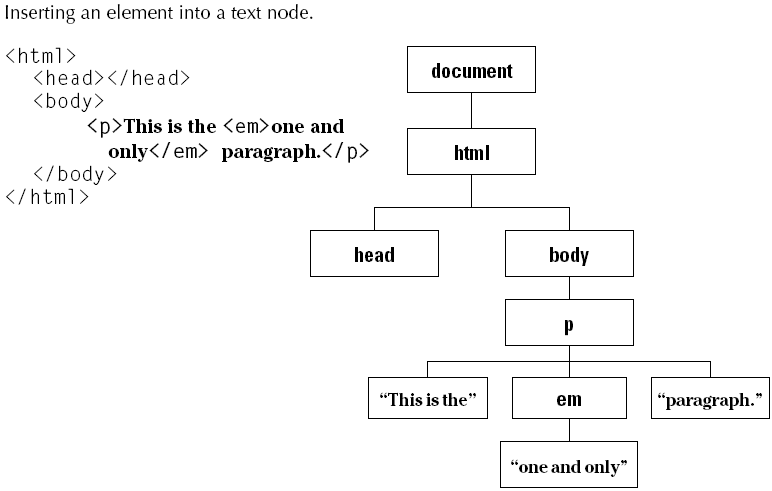 Inserting an element into a text node.
<html>
<head></head>
<body>
<p>This is the <em>one and
only</em> paragraph.</p>
</body>
</html>
document
html
head
body
p
“This is the”
em
“paragraph.”
“one and only”